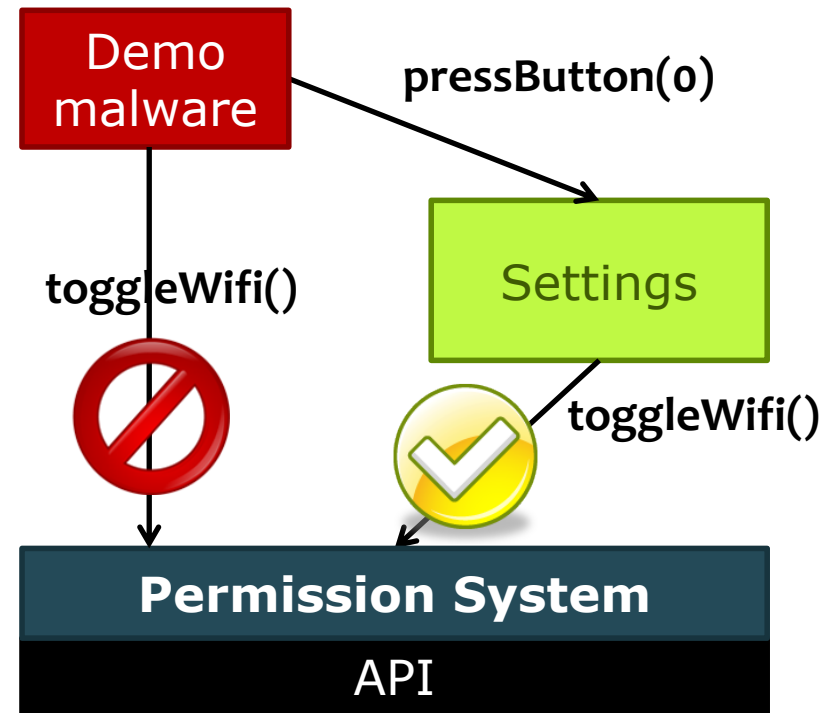 Demo
malware
pressButton(0)
Settings
toggleWifi()
toggleWifi()
Permission System
API